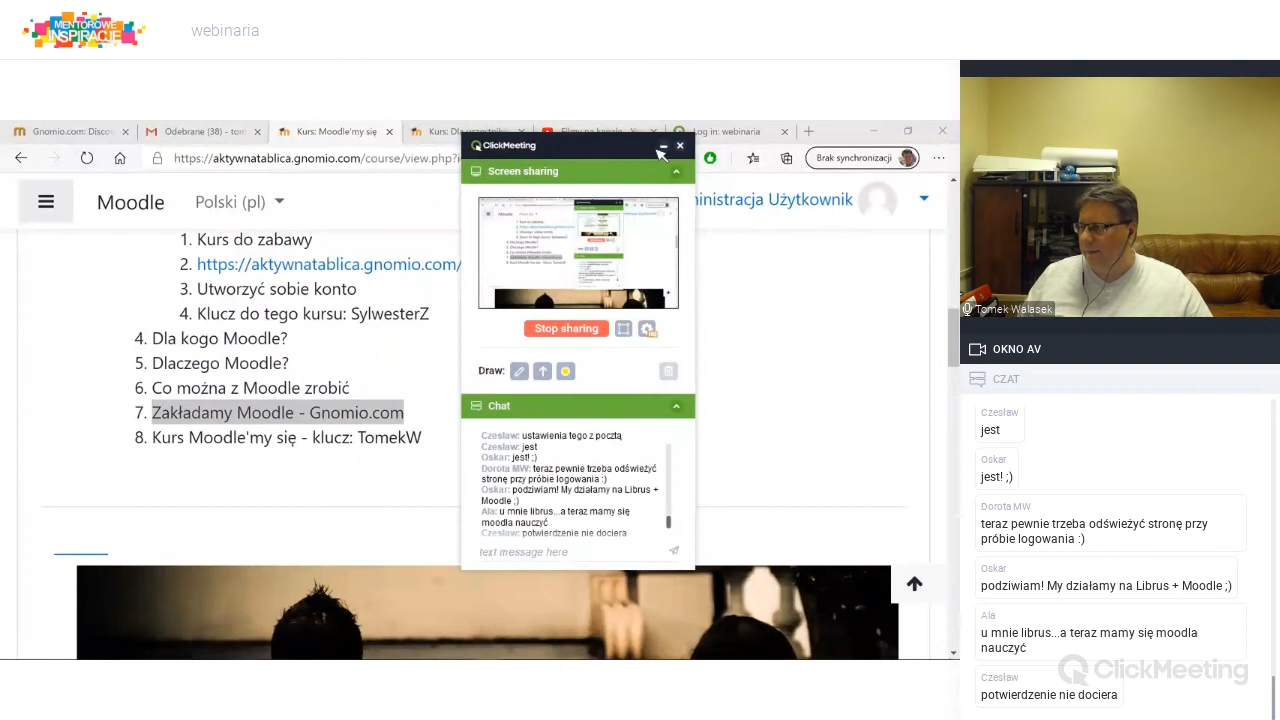 MENTOROWE
INSPIRACJE
webinaria
Gnomio.com: Disco
Odebrane (38) - tom
Kurs: Moodle'my się
Kurs: Dla uczestnik
Filmy na kanale
Log in: webinaria
https://aktywnatablica.gnomio.com/course/view.php?i
Brak synchronizacji
Moodle
Polski (pl)
ministracja Użytkownik
1. Kurs do zabawy
2. https://aktywnatablica.gnomio.com/
3. Utworzyć sobie konto
4. Klucz do tego kursu: SylwesterZ
4. Dla kogo Moodle?
5. Dlaczego Moodle?
6. Co można z Moodle zrobić
7. Zakładamy Moodle - Gnomio.com
8. Kurs Moodle'my się - klucz: TomekW
ClickMeeting
Screen sharing
Stop sharing
Draw:
Chat
Czesław: ustawienia tego z pocztą
Czesław: jest
Oskar: jest! ;)
Dorota MW: teraz pewnie trzeba odświeżyć
stronę przy próbie logowania :)
Oskar: podziwiam! My działamy na Librus +
Moodle ;)
Ala: u mnie librus...a teraz mamy się
moodla nauczyć
Czesław: potwierdzenie nie dociera
text message here
Tomek Walasek
OKNO AV
CZAT
Czesław
jest
Oskar
jest! ;)
Dorota MW
teraz pewnie trzeba odświeżyć stronę przy
próbie logowania :)
Oskar
podziwiam! My działamy na Librus + Moodle ;)
Ala
u mnie librus...a teraz mamy się moodla
nauczyć
ClickMeeting
Czesław
potwierdzenie nie dociera